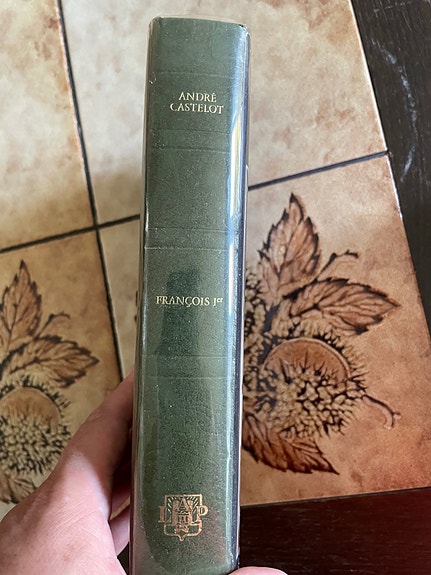 ANDRÉ
CASTELOT
FRANÇOIS Iᵉʳ
L P